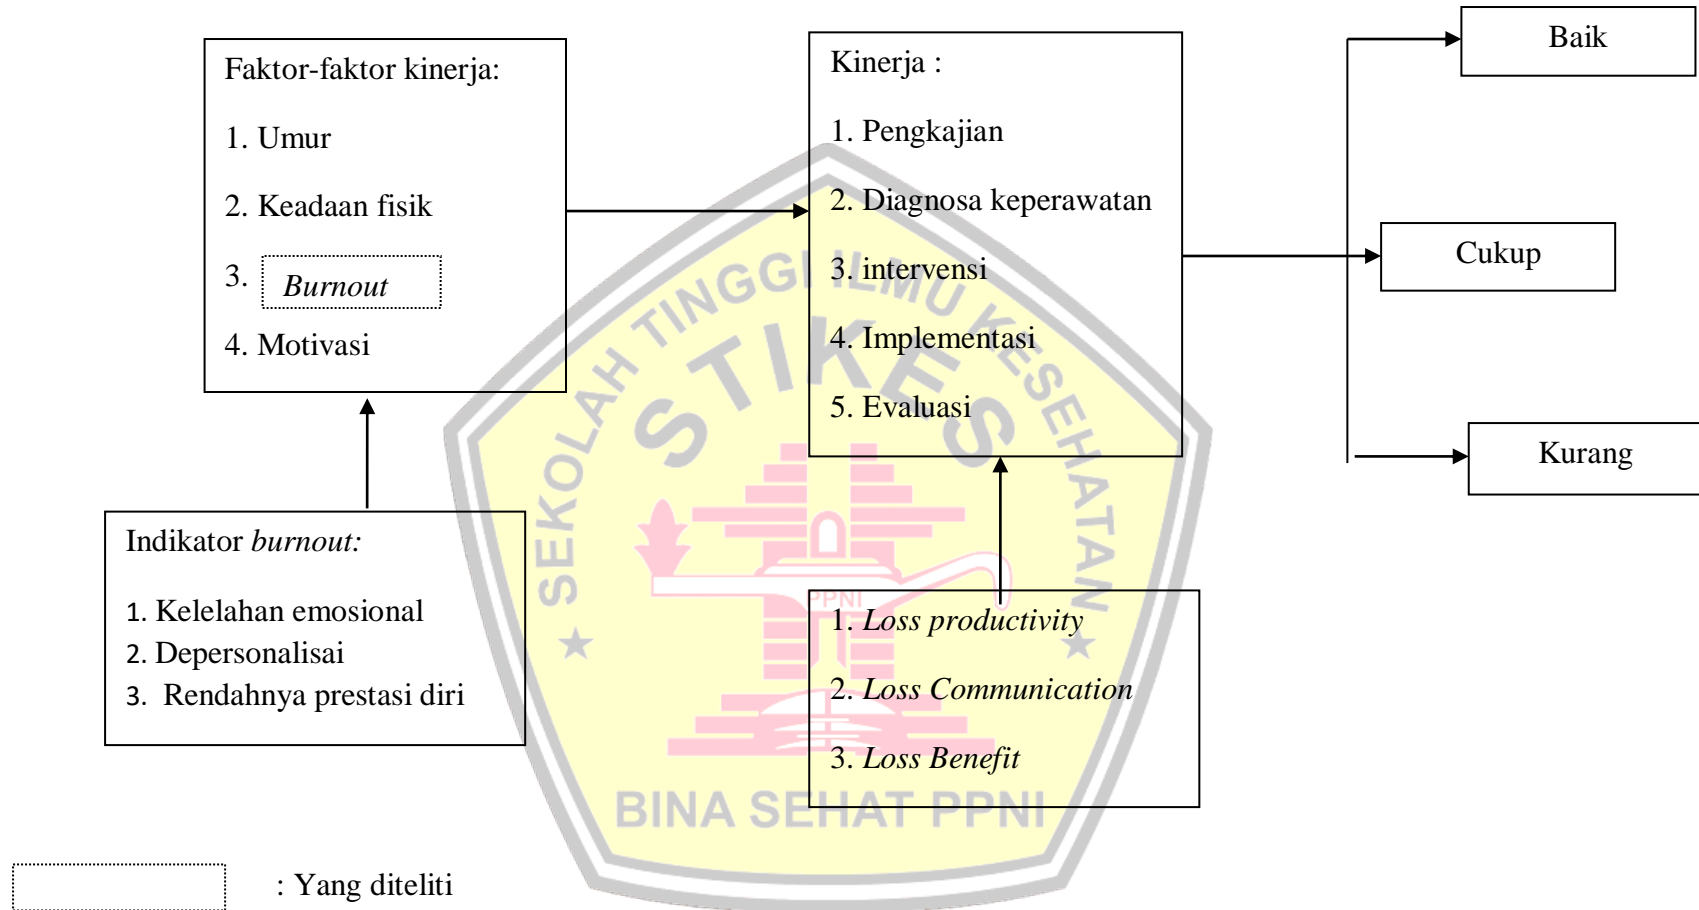 Faktor-faktor kinerja:
1. Umur
2. Keadaan fisik
3. Burnout
4. Motivasi
Kinerja :
1. Pengkajian
2. Diagnosa keperawatan
3. intervensi
4. Implementasi
5. Evaluasi
Baik
Cukup
Kurang
Indikator burnout:
1. Kelelahan emosional
2. Depersonalisai
3. Rendahnya prestasi diri
1. Loss productivity
2. Loss Communication
3. Loss Benefit
: Yang diteliti
SEKOLAH TINGGI ILMU KESEHATAN
STIKES
PPNI
BINA SEHAT PPNI